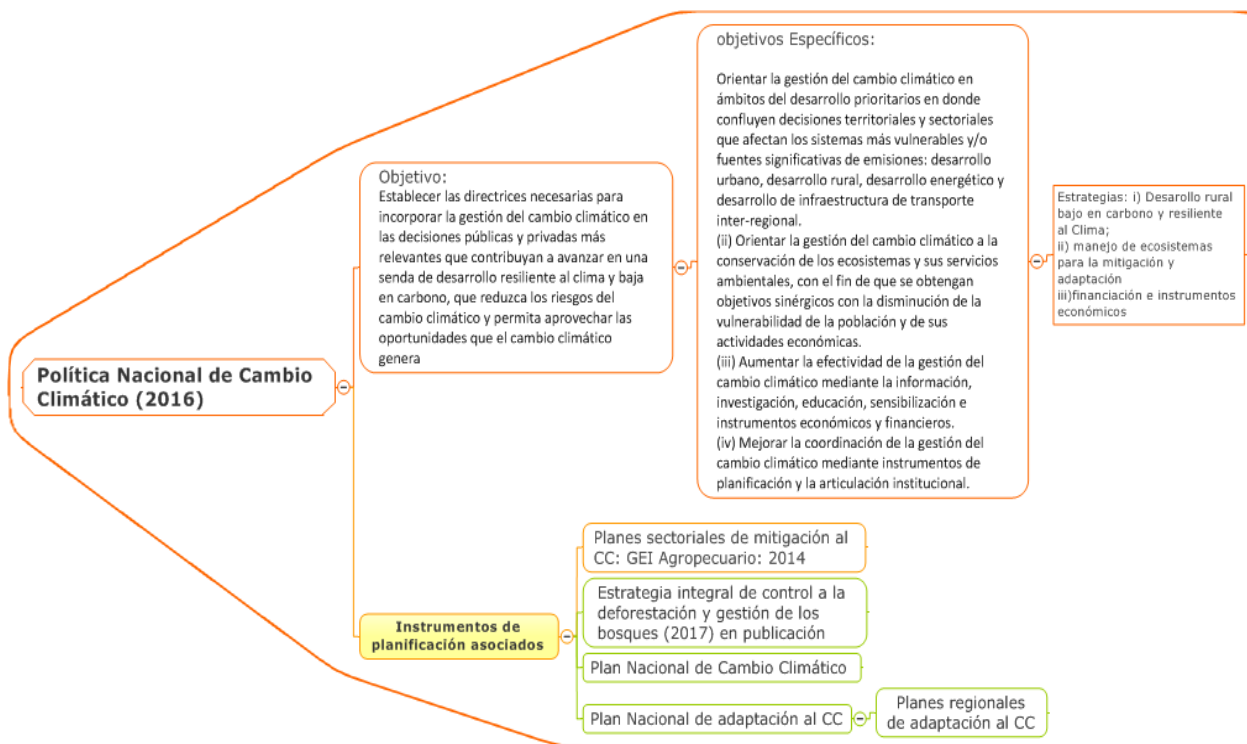 Política Nacional de Cambio
Climático (2016)
Objetivo:
Establecer las directrices necesarias para
incorporar la gestión del cambio climático en
las decisiones públicas y privadas más
relevantes que contribuyan a avanzar en una
senda de desarrollo resiliente al clima y baja
en carbono, que reduzca los riesgos del
cambio climático y permita aprovechar las
oportunidades que el cambio climático
genera
objetivos Específicos:
Orientar la gestión del cambio climático en
ámbitos del desarrollo prioritarios en donde
confluyen decisiones territoriales y sectoriales
que afectan los sistemas más vulnerables y/o
fuentes significativas de emisiones: desarrollo
urbano, desarrollo rural, desarrollo energético y
desarrollo de infraestructura de transporte
inter-regional.
(ii) Orientar la gestión del cambio climático a la
conservación de los ecosistemas y sus servicios
ambientales, con el fin de que se obtengan
objetivos sinérgicos con la disminución de la
vulnerabilidad de la población y de sus
actividades económicas.
(iii) Aumentar la efectividad de la gestión del
cambio climático mediante la información,
investigación, educación, sensibilización e
instrumentos económicos y financieros.
(iv) Mejorar la coordinación de la gestión del
cambio climático mediante instrumentos de
planificación y la articulación institucional.
Estrategias: i) Desarollo rural
bajo en carbono y resiliente
al Clima;
ii) manejo de ecosistemas
para la mitigación y
adaptación
iii)financiación e instrumentos
económicos
Instrumentos de
planificación asociados
Planes sectoriales de mitigación al
CC: GEI Agropecuario: 2014
Estrategia integral de control a la
deforestación y gestión de los
bosques (2017) en publicación
Plan Nacional de Cambio Climático
Plan Nacional de adaptación al CC
Planes regionales
de adaptación al CC